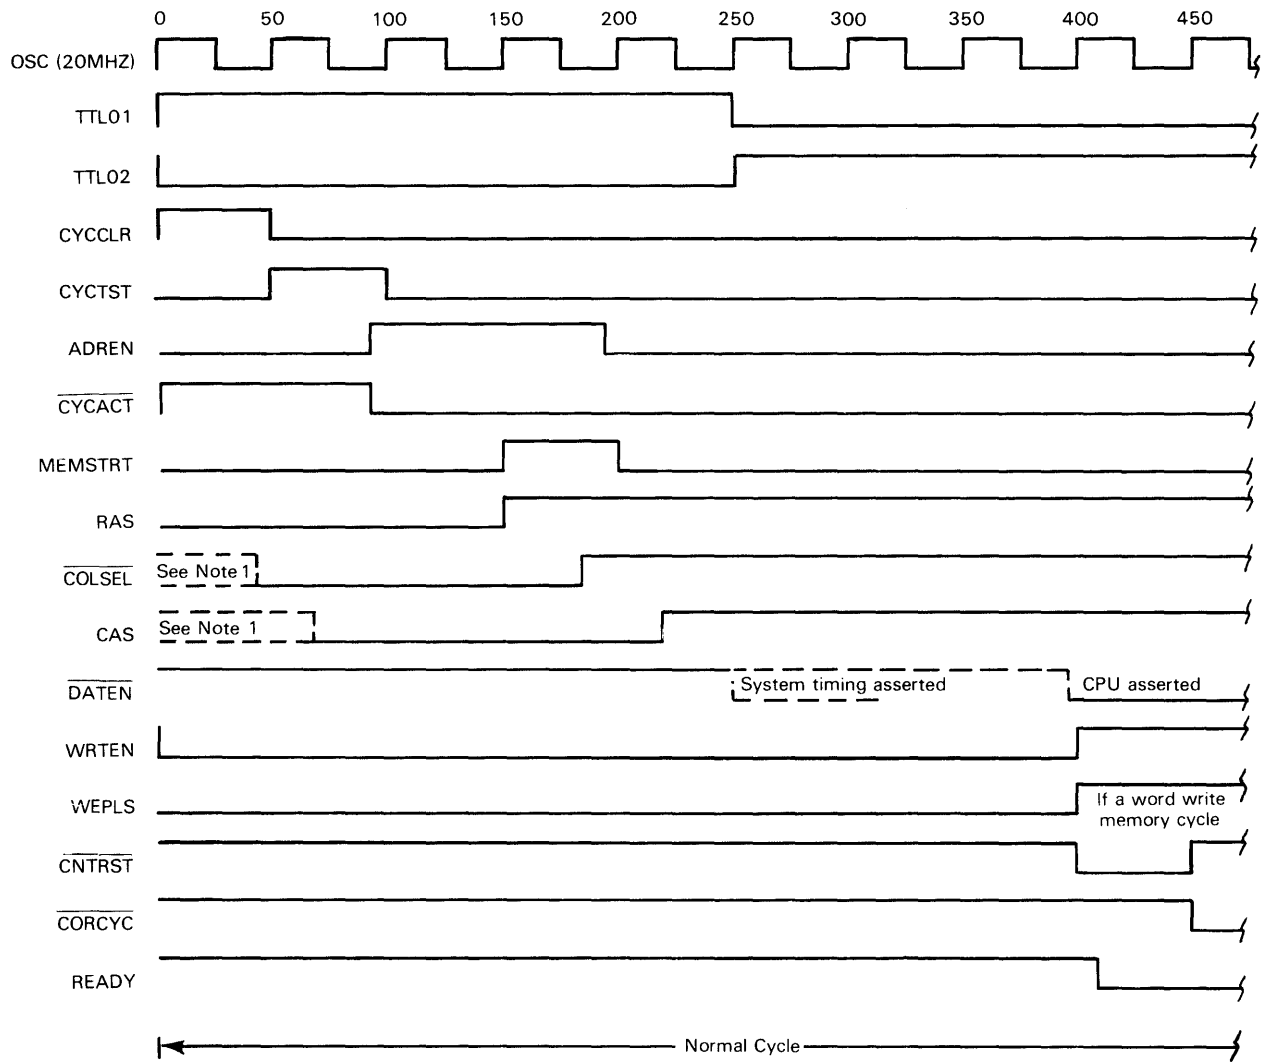 0 50 100 150 200 250 300 350 400 450
OSC (20MHZ)
TTL01
TTL02
CYCCLR
CYCTST
ADREN
CYCACT
MEMSTRT
RAS
COLSEL
See Note 1
CAS
See Note 1
DATEN
System timing asserted
CPU asserted
WRTEN
WEPLS
If a word write
memory cycle
CNTRST
CORCYC
READY
Normal Cycle